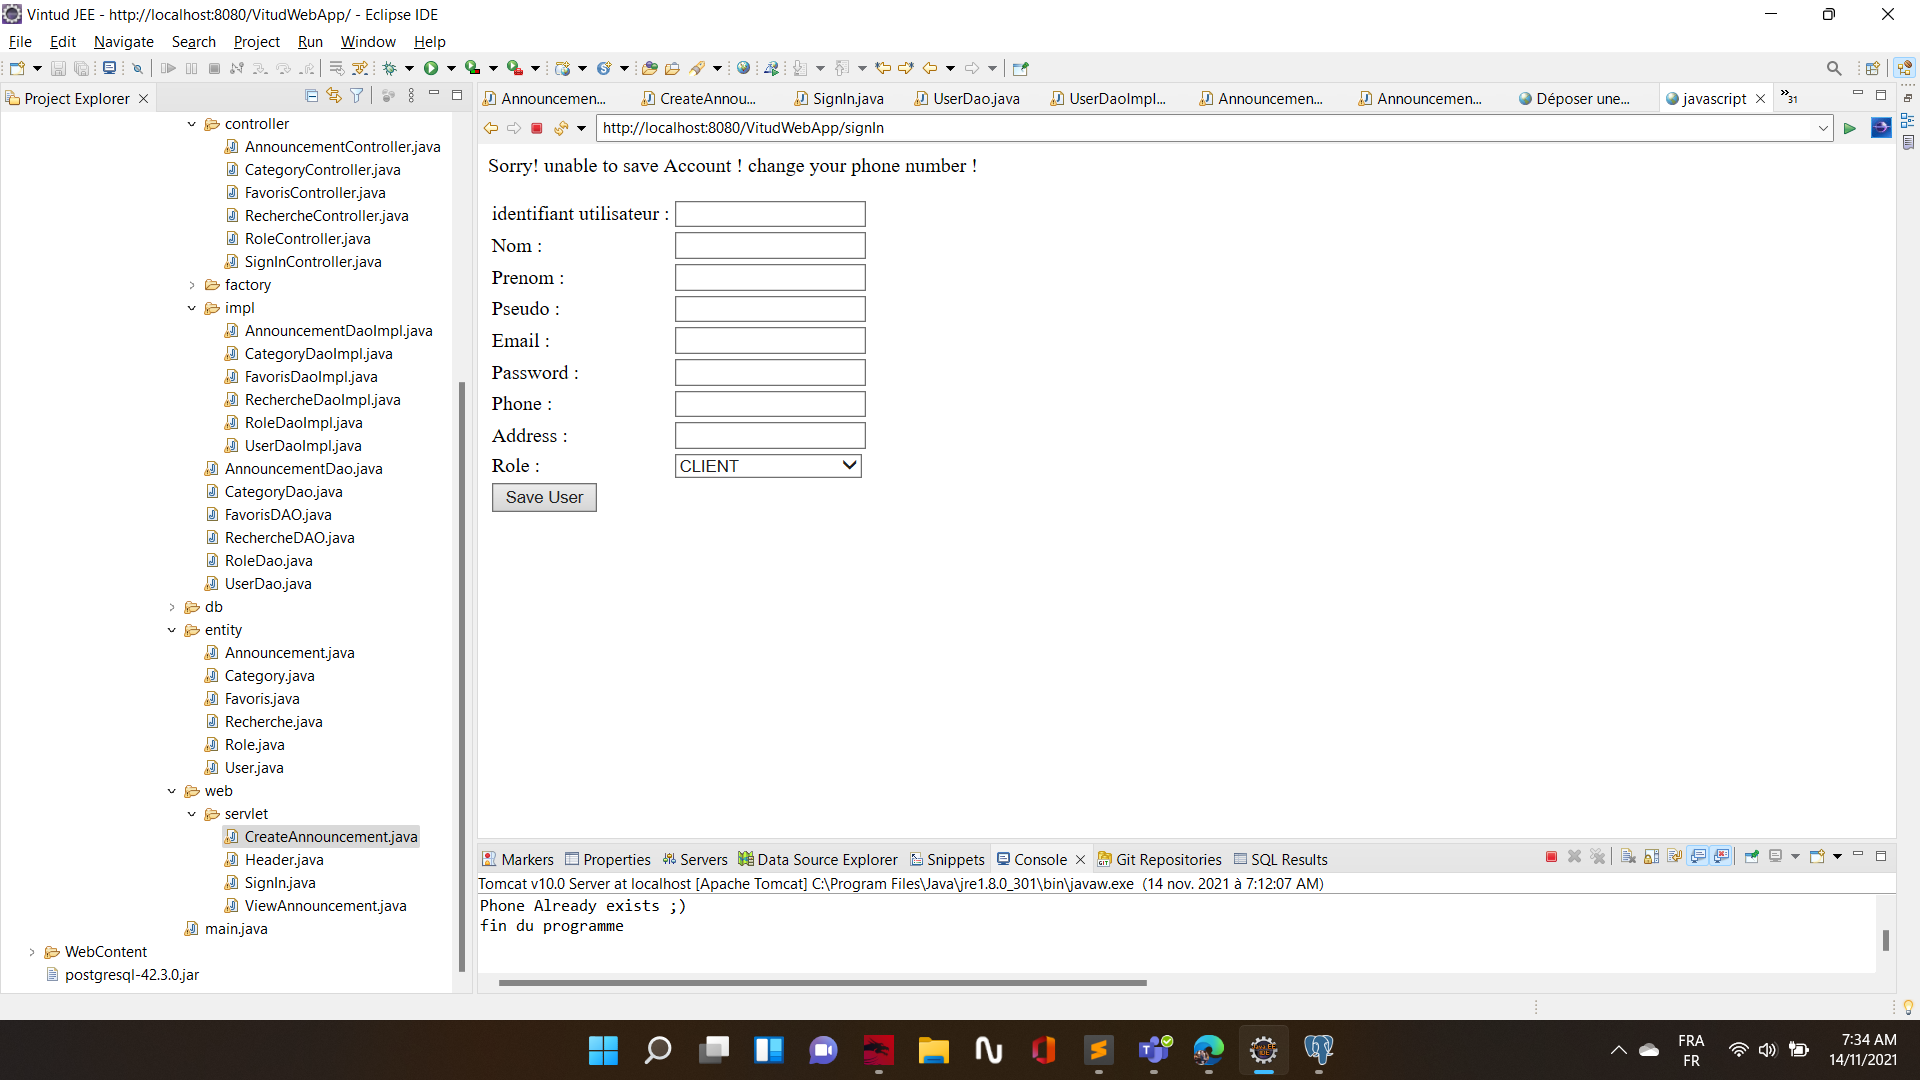 Vintud JEE - http://localhost:8080/VitudWebApp/ - Eclipse IDE
File Edit Navigate Search Project Run Window Help
Project Explorer
controller
AnnouncementController.java
CategoryController.java
FavorisController.java
RechercheController.java
RoleController.java
SignInController.java
factory
impl
AnnouncementDaoImpl.java
CategoryDaoImpl.java
FavorisDaoImpl.java
RechercheDaoImpl.java
RoleDaoImpl.java
UserDaoImpl.java
AnnouncementDao.java
CategoryDao.java
FavorisDAO.java
RechercheDAO.java
RoleDao.java
UserDao.java
db
entity
Announcement.java
Category.java
Favoris.java
Recherche.java
Role.java
User.java
web
servlet
CreateAnnouncement.java
Header.java
SignIn.java
ViewAnnouncement.java
main.java
WebContent
postgresql-42.3.0.jar
Announcemen... CreateAnnou... SignIn.java UserDao.java UserDaoImpl... Announcemen... Announcemen... Déposer une... javascript »31
http://localhost:8080/VitudWebApp/signIn
Sorry! unable to save Account ! change your phone number !
identifiant utilisateur :
Nom :
Prenom :
Pseudo :
Email :
Password :
Phone :
Address :
Role : CLIENT
Save User
Markers Properties Servers Data Source Explorer Snippets Console Git Repositories SQL Results
Tomcat v10.0 Server at localhost [Apache Tomcat] C:\Program Files\Java\jre1.8.0_301\bin\javaw.exe (14 nov. 2021 à 7:12:07 AM)
Phone Already exists ;)
fin du programme
FRA
FR
7:34 AM
14/11/2021